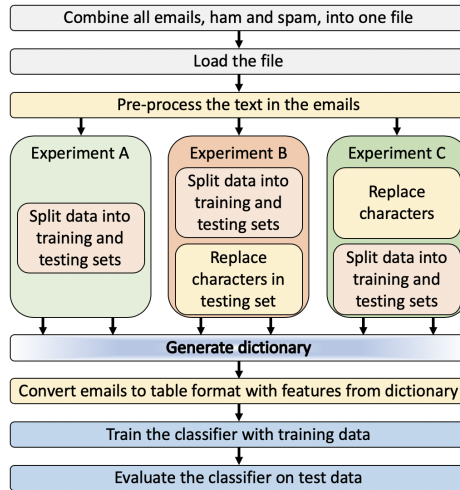 Combine all emails, ham and spam, into one file
Load the file
Pre-process the text in the emails
Experiment A
Split data into
training and
testing sets
Experiment B
Split data into
training and
testing sets
Replace
characters in
testing set
Experiment C
Replace
characters
Split data into
training and
testing sets
Generate dictionary
Convert emails to table format with features from dictionary
Train the classifier with training data
Evaluate the classifier on test data